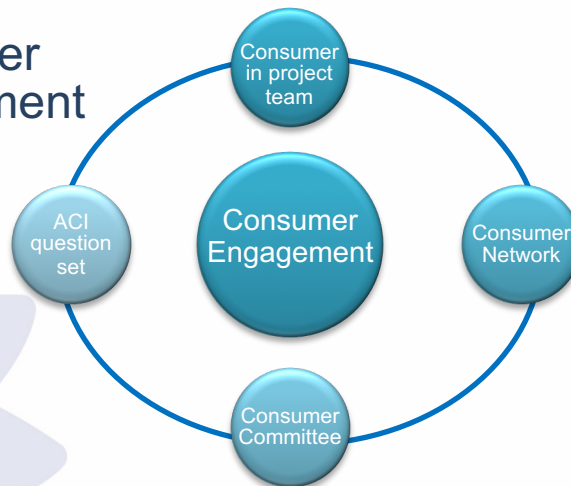 er
ment
Consumer
in project
team
ACI
question
set
Consumer
Engagement
Consumer
Network
Consumer
Committee